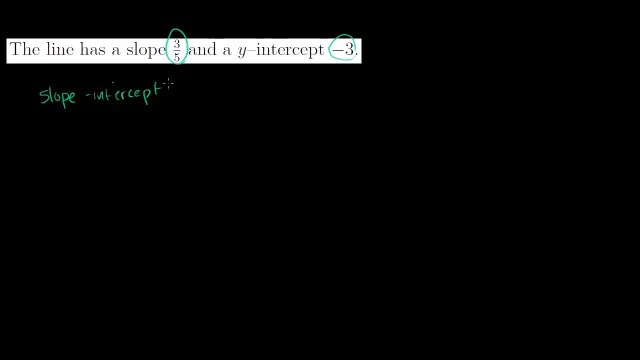 The line has a slope 3/5 and a y–intercept −3.
slope -intercept